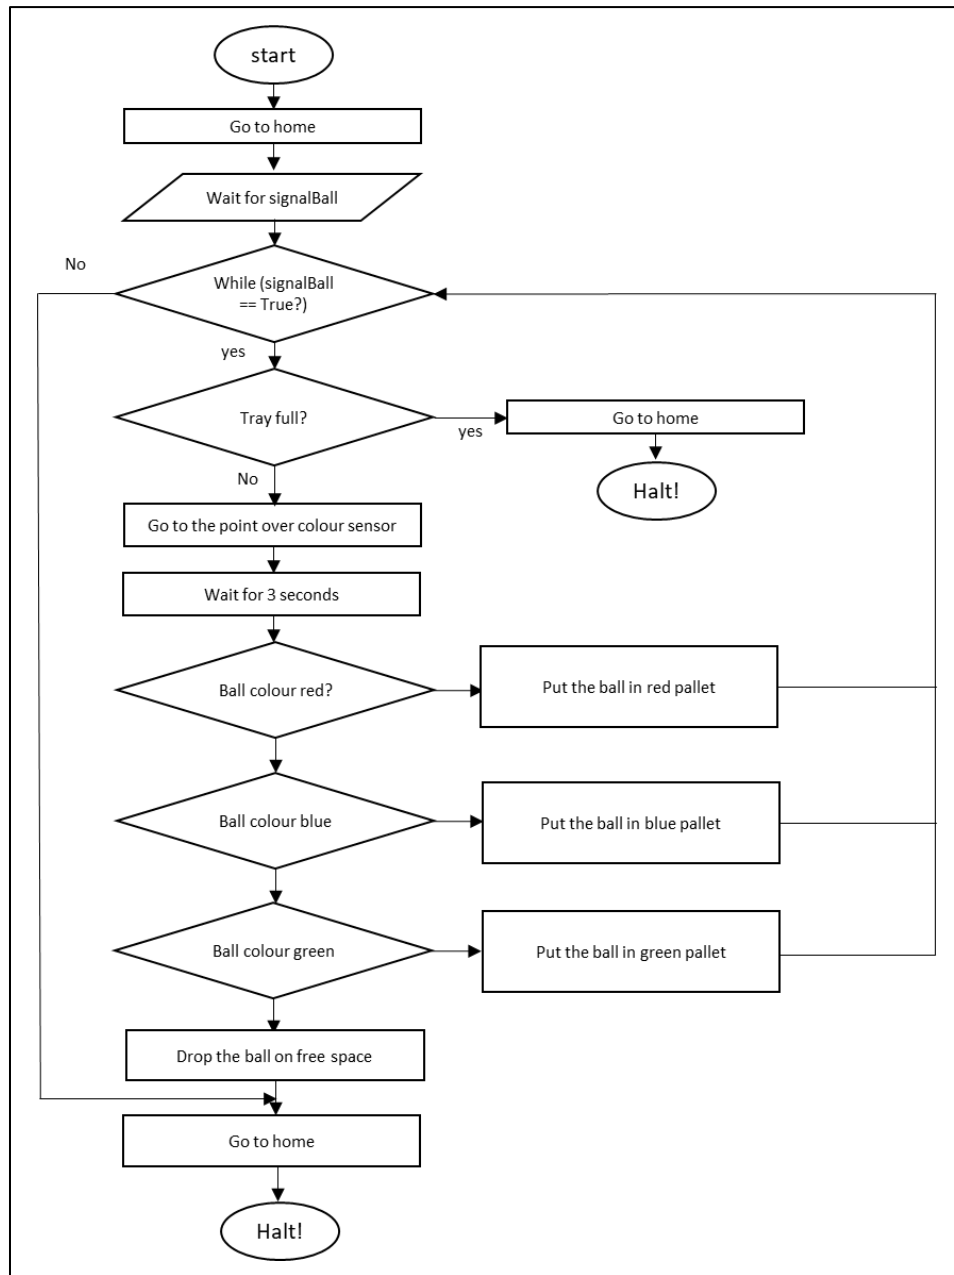 start
Go to home
Wait for signalBall
No
While (signalBall
== True?)
yes
Tray full?
yes
Go to home
Halt!
No
Go to the point over colour sensor
Wait for 3 seconds
Ball colour red?
Put the ball in red pallet
Ball colour blue
Put the ball in blue pallet
Ball colour green
Put the ball in green pallet
Drop the ball on free space
Go to home
Halt!